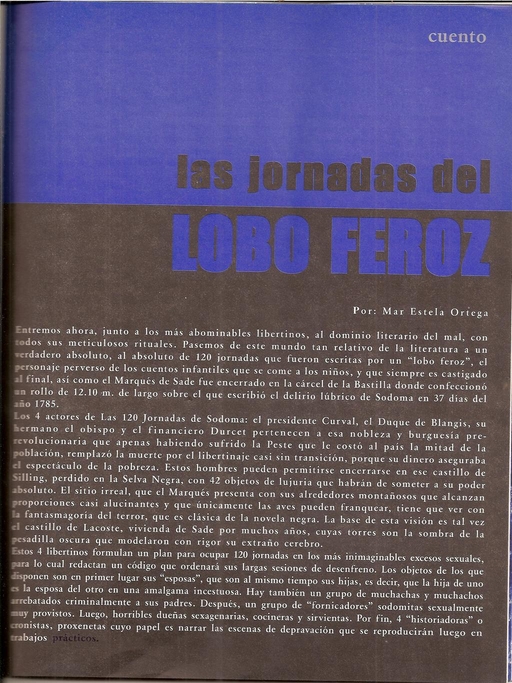 cuento
las jornadas del
LOBO FEROZ
Por: Mar Estela Ortega
Entremos ahora, junto a los más abominables libertinos, al dominio literario del mal, con
todos sus meticulosos rituales. Pasemos de este mundo tan relativo de la literatura a un
verdadero absoluto, al absoluto de 120 jornadas que fueron escritas por un "lobo feroz", el
personaje perverso de los cuentos infantiles que se come a los niños, y que siempre es castigado
al final, así como el Marqués de Sade fue encerrado en la cárcel de la Bastilla donde confeccionó
un rollo de 12.10 m. de largo sobre el que escribió el delirio lúbrico de Sodoma en 37 días del
año 1785.
Los 4 actores de Las 120 Jornadas de Sodoma: el presidente Curval, el Duque de Blangis, su
hermano el obispo y el financiero Durcet pertenecen a esa nobleza y burguesía pre-
revolucionaria que apenas habiendo sufrido la Peste que le costó al país la mitad de la
población, remplazó la muerte por el libertinaje casi sin transición, porque su dinero aseguraba
el espectáculo de la pobreza. Estos hombres pueden permitirse encerrarse en ese castillo de
Silling, perdido en la Selva Negra, con 42 objetos de lujuria que habrán de someter a su poder
absoluto. El sitio irreal, que el Marqués presenta con sus alrededores montañosos que alcanzan
proporciones casi alucinantes y que únicamente las aves pueden franquear, tiene que ver con
la fantasmagoría del terror, que es clásica de la novela negra. La base de esta visión es tal vez
el castillo de Lacoste, vivienda de Sade por muchos años, cuyas torres son la sombra de la
pesadilla oscura que modelaron con rigor su extraño cerebro.
Estos 4 libertinos formulan un plan para ocupar 120 jornadas en los más inimaginables excesos sexuales,
para lo cual redactan un código que ordenará sus largas sesiones de desenfreno. Los objetos de los que
disponen son en primer lugar sus "esposas", que son al mismo tiempo sus hijas, es decir, que la hija de uno
es la esposa del otro en una amalgama incestuosa. Hay también un grupo de muchachas y muchachos
arrebatados criminalmente a sus padres. Después, un grupo de "fornicadores" sodomitas sexualmente
muy provistos. Luego, horribles dueñas sexagenarias, cocineras y sirvientas. Por fin, 4 "historiadoras" o
cronistas, proxenetas cuyo papel es narrar las escenas de depravación que se reproducirán luego en
trabajos prácticos.